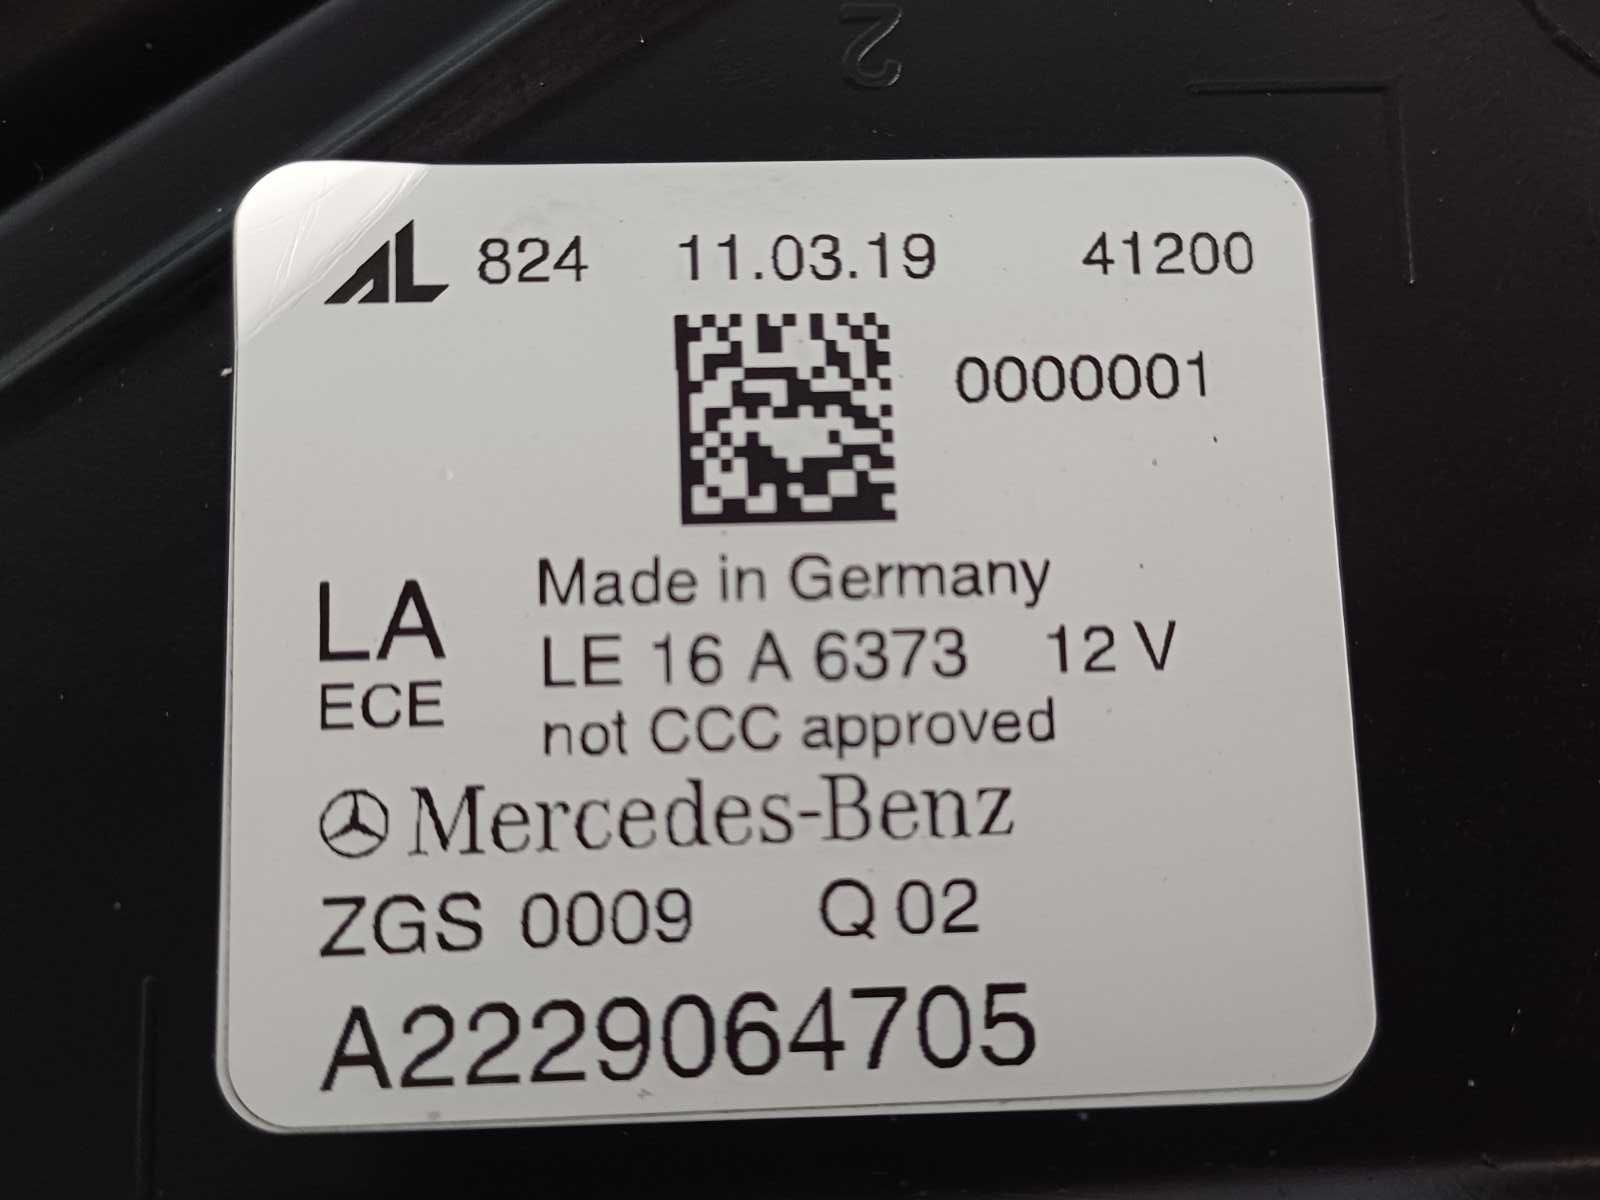 2
AL 824 11.03.19 41200
0000001
Made in Germany
LA LE 16 A 6373 12 V
ECE not CCC approved
Mercedes-Benz
ZGS 0009 Q 02
A2229064705